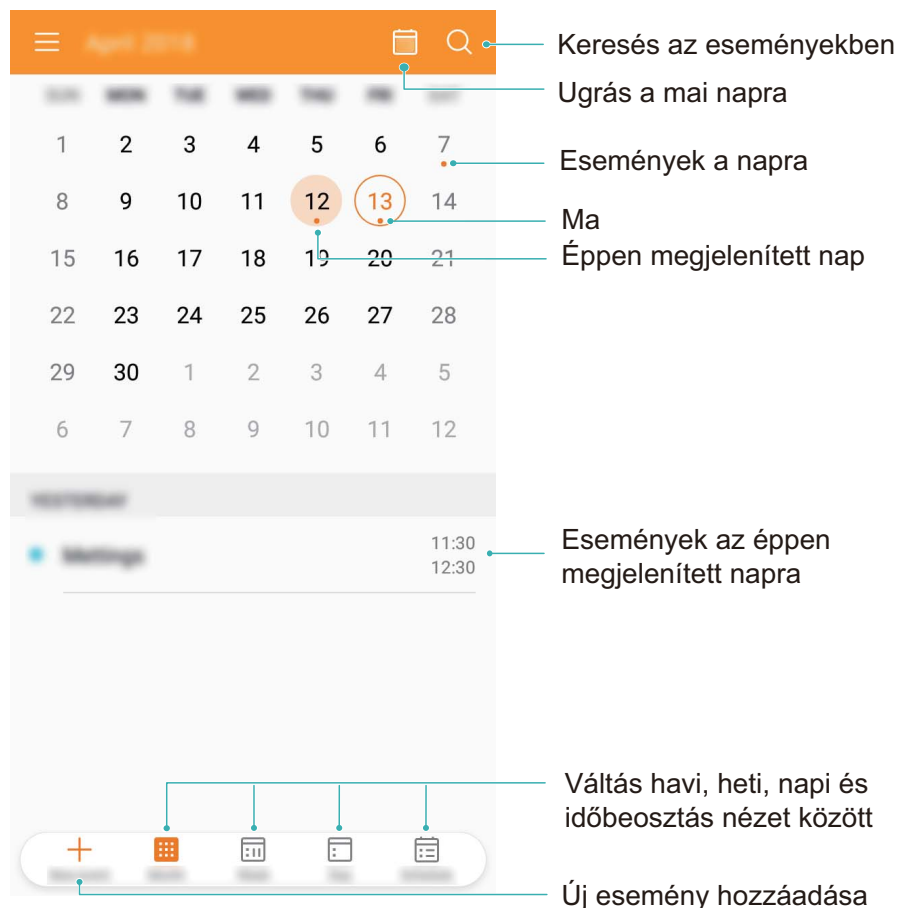 Keresés az eseményekben
Ugrás a mai napra
1 2 3 4 5 6 7
Események a napra
8 9 10 11 12 13 14
Ma
Éppen megjelenített nap
15 16 17 18 19 20 21
22 23 24 25 26 27 28
29 30 1 2 3 4 5
6 7 8 9 10 11 12
11:30
12:30
Események az éppen
megjelenített napra
Váltás havi, heti, napi és
időbeosztás nézet között
Új esemény hozzáadása